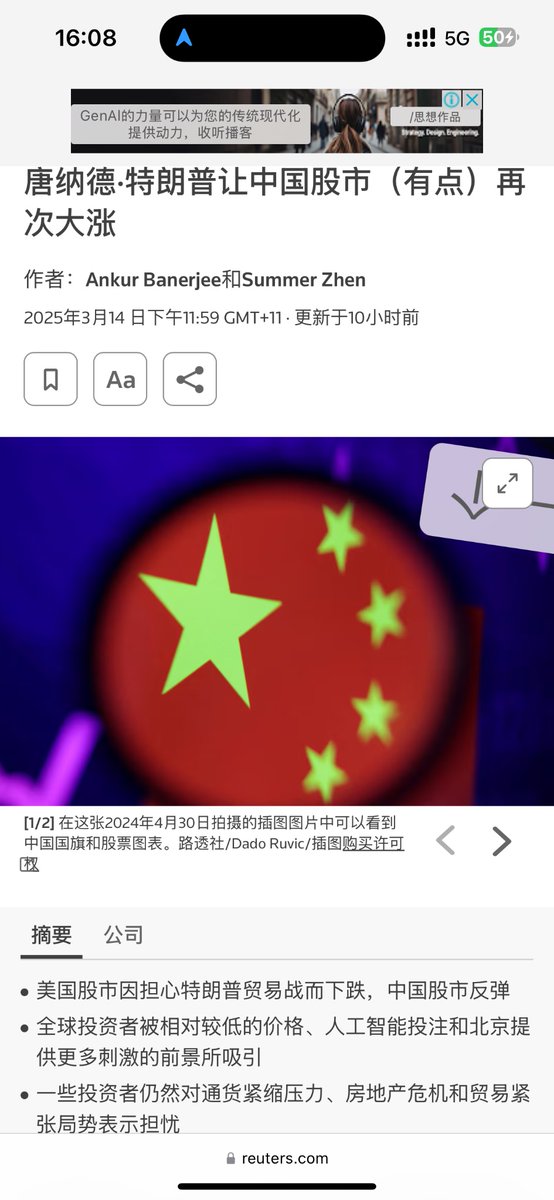 16:08
5G
50
GenAI的力量可以为您的传统现代化
提供动力，收听播客
/思想作品
Strategy. Design. Engineering.
唐纳德·特朗普让中国股市（有点）再
次大涨
作者：Ankur Banerjee和Summer Zhen
2025年3月14 日下午11:59 GMT+11 · 更新于10小时前
Aa
[1/2] 在这张2024年4月30日拍摄的插图图片中可以看到
中国国旗和股票图表。路透社/Dado Ruvic/插图购买许可
权
摘要
公司
美国股市因担心特朗普贸易战而下跌，中国股市反弹
全球投资者被相对较低的价格、人工智能投注和北京提
供更多刺激的前景所吸引
一些投资者仍然对通货紧缩压力、房地产危机和贸易紧
张局势表示担忧
reuters.com